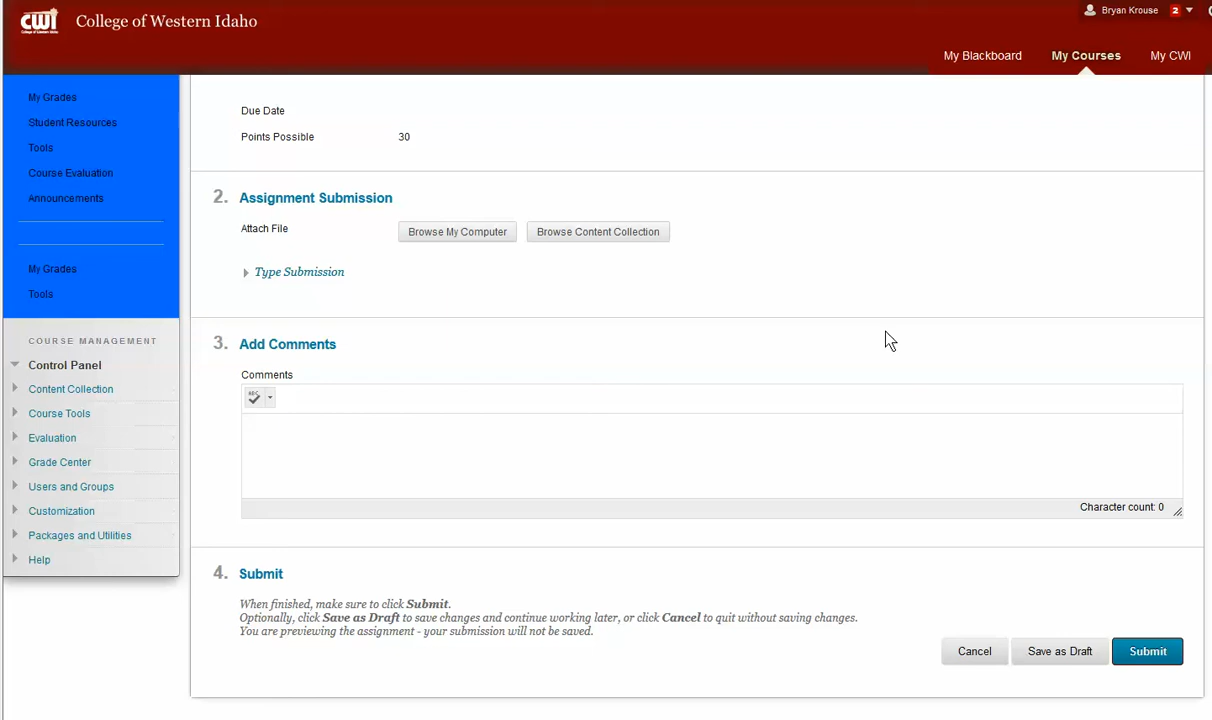 CWI
College of Western Idaho
Bryan Krouse 2
My Blackboard My Courses My CWI
My Grades
Student Resources
Tools
Course Evaluation
Announcements
My Grades
Tools
COURSE MANAGEMENT
Control Panel
Content Collection
Course Tools
Evaluation
Grade Center
Users and Groups
Customization
Packages and Utilities
Help
Due Date
Points Possible 30
2. Assignment Submission
Attach File Browse My Computer Browse Content Collection
Type Submission
3. Add Comments
Comments
ABC
Character count: 0
4. Submit
When finished, make sure to click Submit.
Optionally, click Save as Draft to save changes and continue working later, or click Cancel to quit without saving changes.
You are previewing the assignment - your submission will not be saved.
Cancel Save as Draft Submit